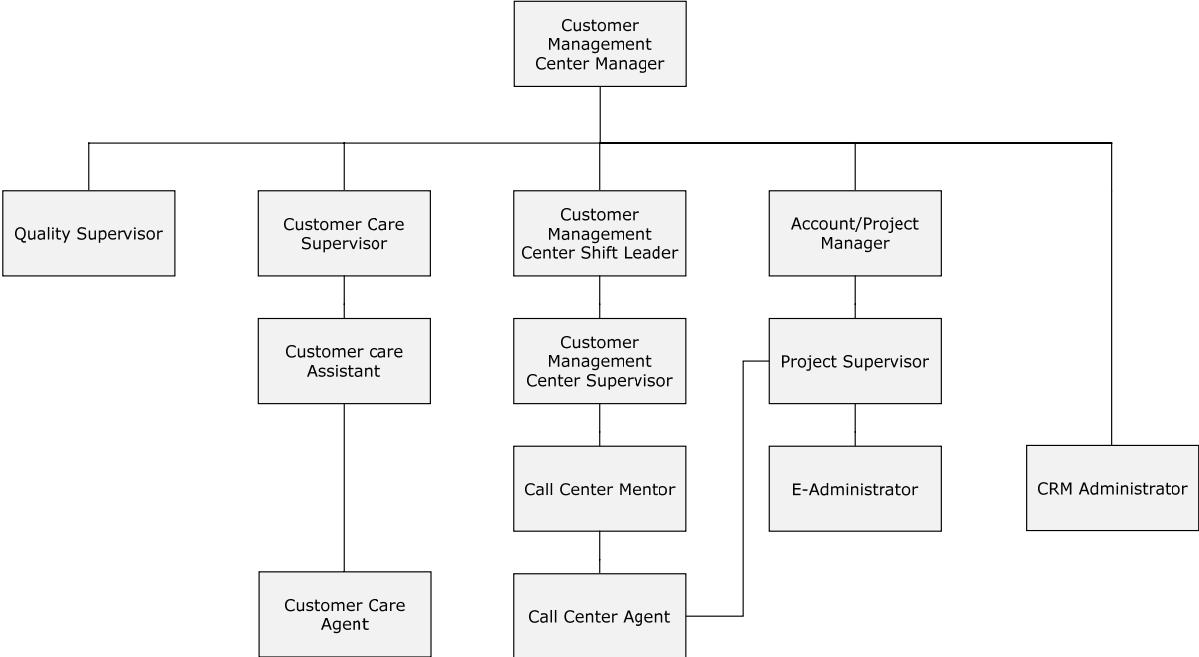 Customer
Management
Center Manager
Quality Supervisor
Customer Care
Supervisor
Customer
Management
Center Shift Leader
Account/Project
Manager
Customer care
Assistant
Customer
Management
Center Supervisor
Project Supervisor
Call Center Mentor
E-Administrator
CRM Administrator
Customer Care
Agent
Call Center Agent